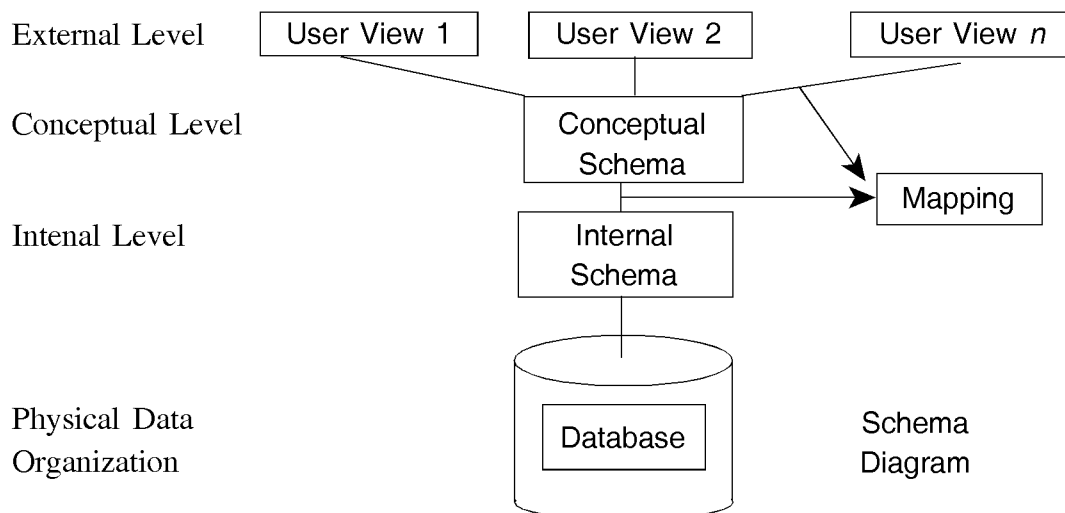 External Level
User View 1
User View 2
User View n
Conceptual Level
Conceptual
Schema
Mapping
Intenal Level
Internal
Schema
Physical Data
Organization
Database
Schema
Diagram